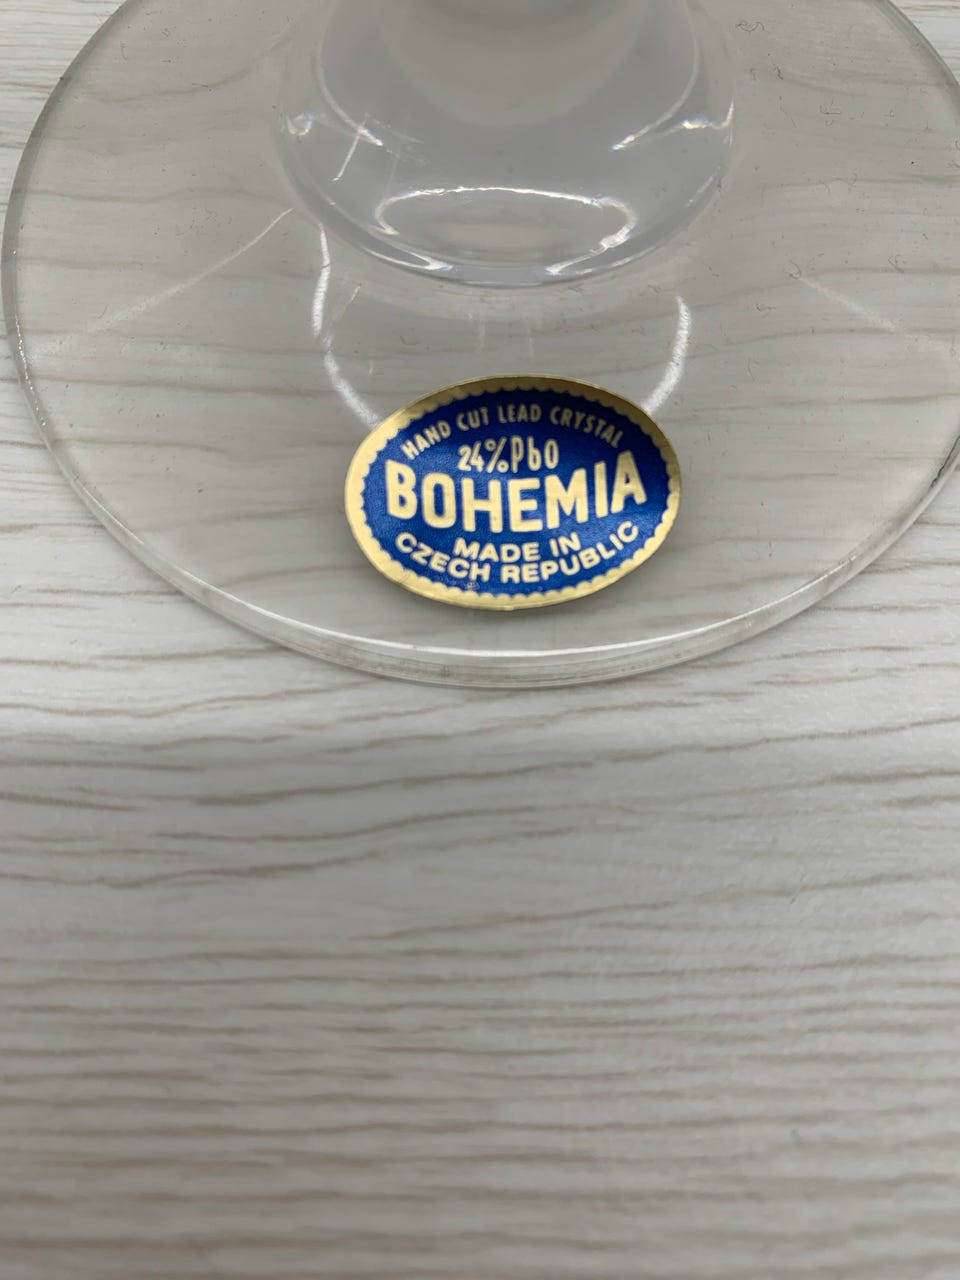 HAND CUT LEAD CRYSTAL
24%PbO
BOHEMIA
MADE IN
CZECH REPUBLIC